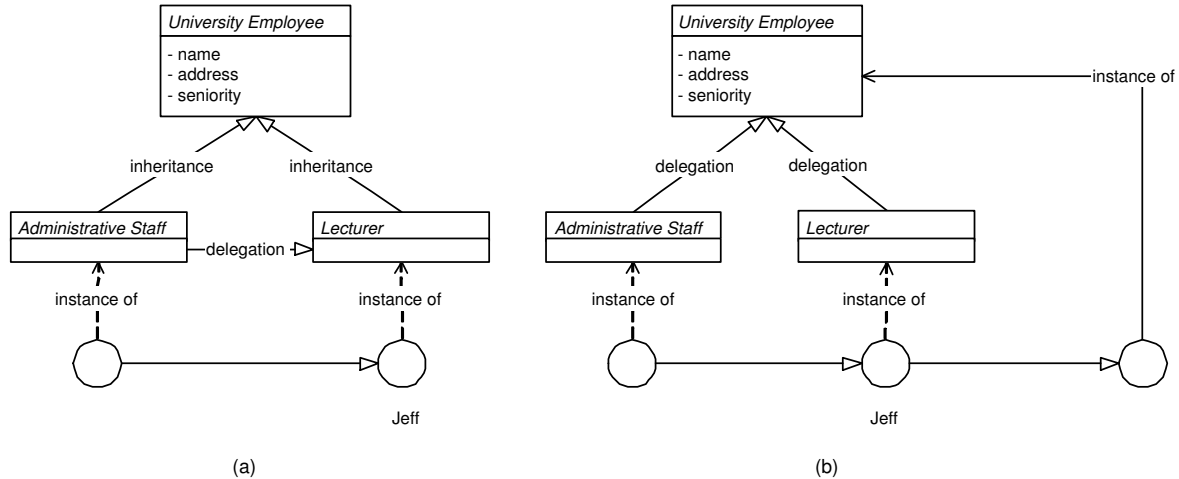 University Employee
- name
- address
- seniority
inheritance
inheritance
Administrative Staff
Lecturer
delegation
instance of
instance of
Jeff
(a)
University Employee
- name
- address
- seniority
instance of
delegation
delegation
Administrative Staff
Lecturer
instance of
instance of
Jeff
(b)